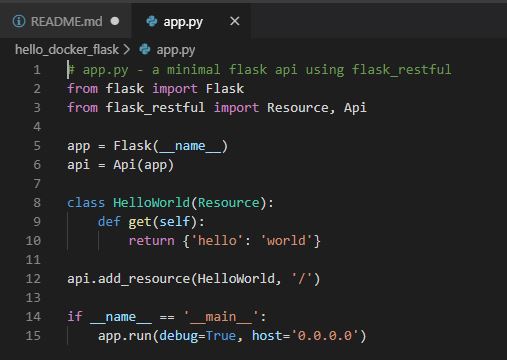 README.md
app.py
hello_docker_flask > app.py
1 # app.py - a minimal flask api using flask_restful
2 from flask import Flask
3 from flask_restful import Resource, Api
4
5 app = Flask(__name__)
6 api = Api(app)
7
8 class HelloWorld(Resource):
9     def get(self):
10         return {'hello': 'world'}
11
12 api.add_resource(HelloWorld, '/')
13
14 if __name__ == '__main__':
15     app.run(debug=True, host='0.0.0.0')